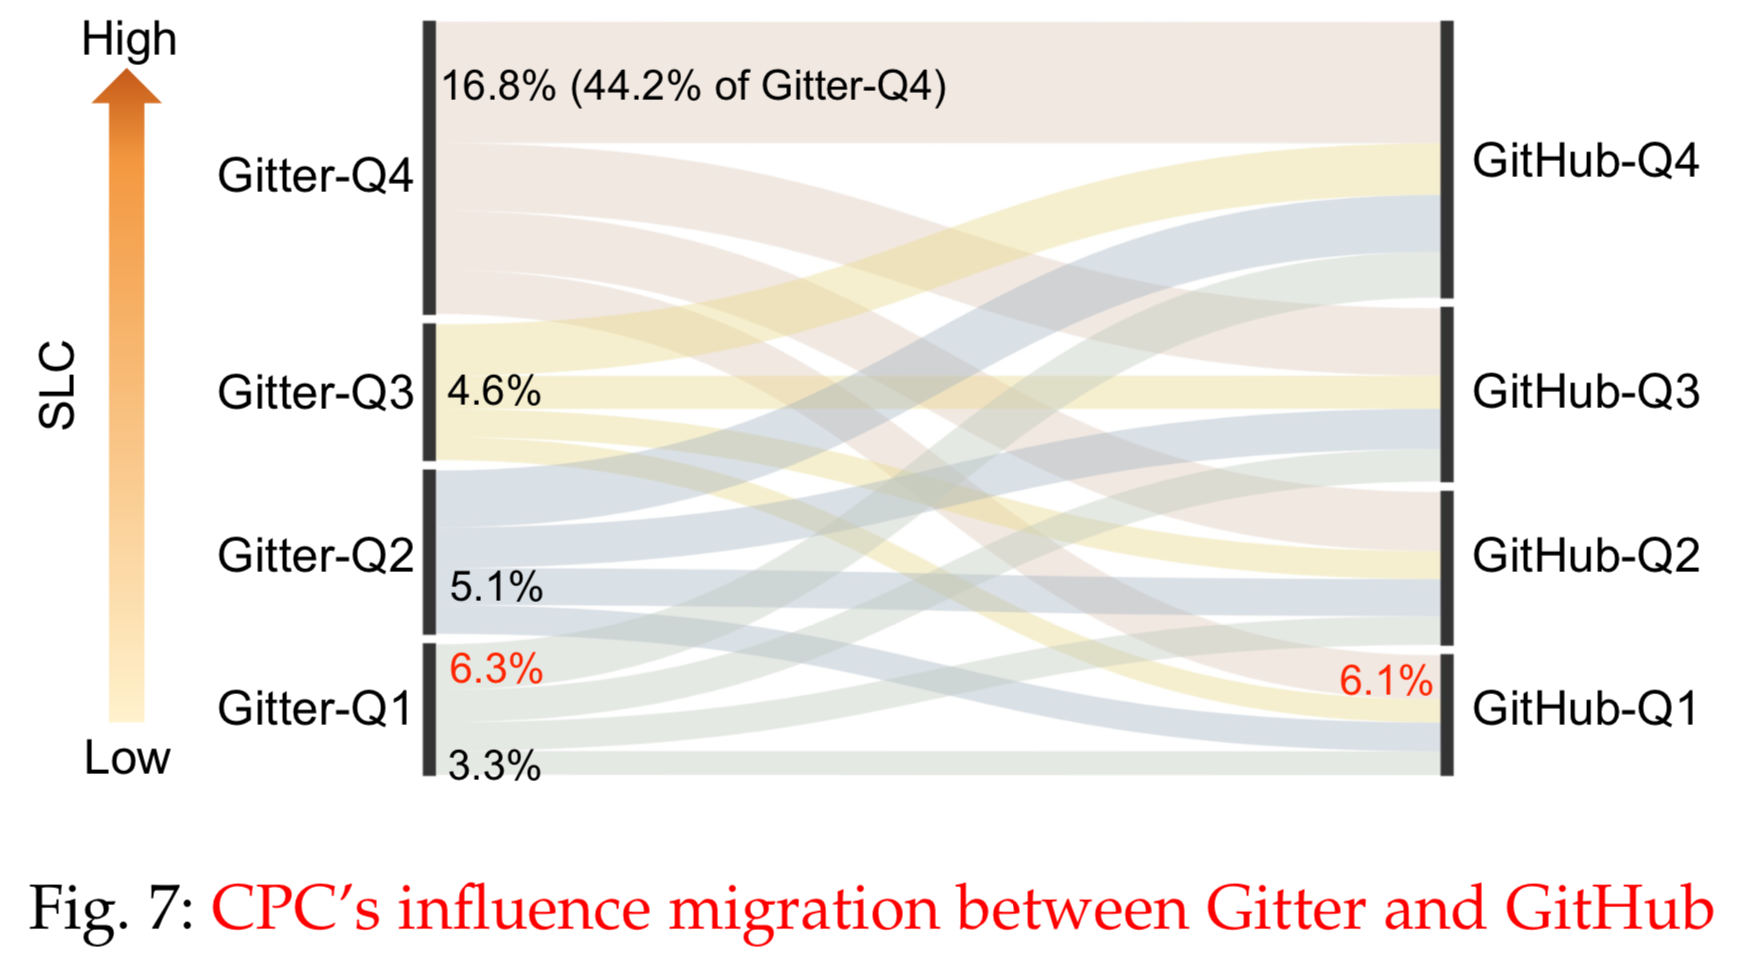 High
16.8% (44.2% of Gitter-Q4)
Gitter-Q4
GitHub-Q4
SLC
Gitter-Q3
4.6%
GitHub-Q3
Gitter-Q2
5.1%
GitHub-Q2
6.3%
6.1%
Gitter-Q1
GitHub-Q1
Low
3.3%
Fig. 7: CPC's influence migration between Gitter and GitHub